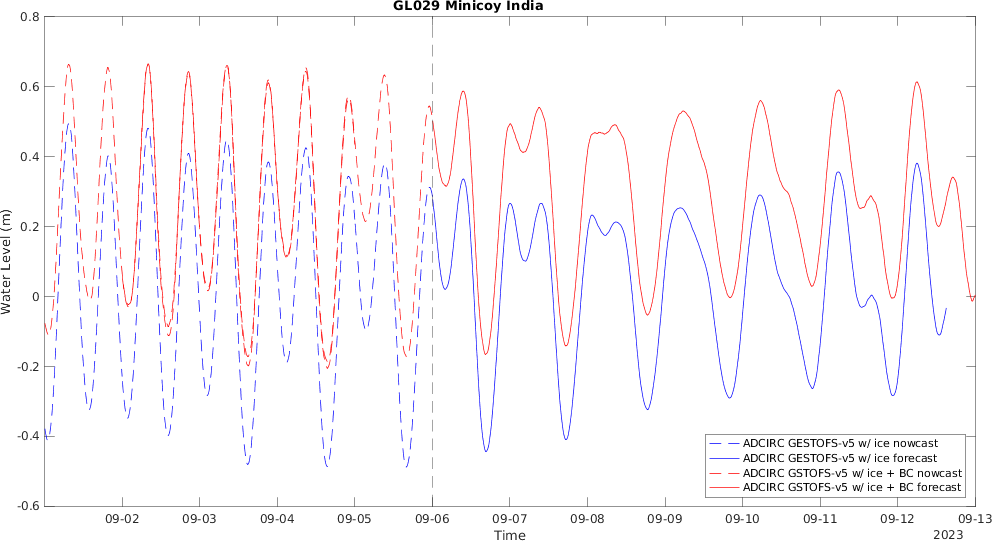 GL029 Minicoy India
Water Level (m)
0.8
0.6
0.4
0.2
0
-0.2
-0.4
-0.6
ADCIRC GESTOFS-v5 w/ ice nowcast
ADCIRC GESTOFS-v5 w/ ice forecast
ADCIRC GSTOFS-v5 w/ ice + BC nowcast
ADCIRC GSTOFS-v5 w/ ice + BC forecast
09-02 09-03 09-04 09-05 09-06 09-07 09-08 09-09 09-10 09-11 09-12 09-13
Time
2023